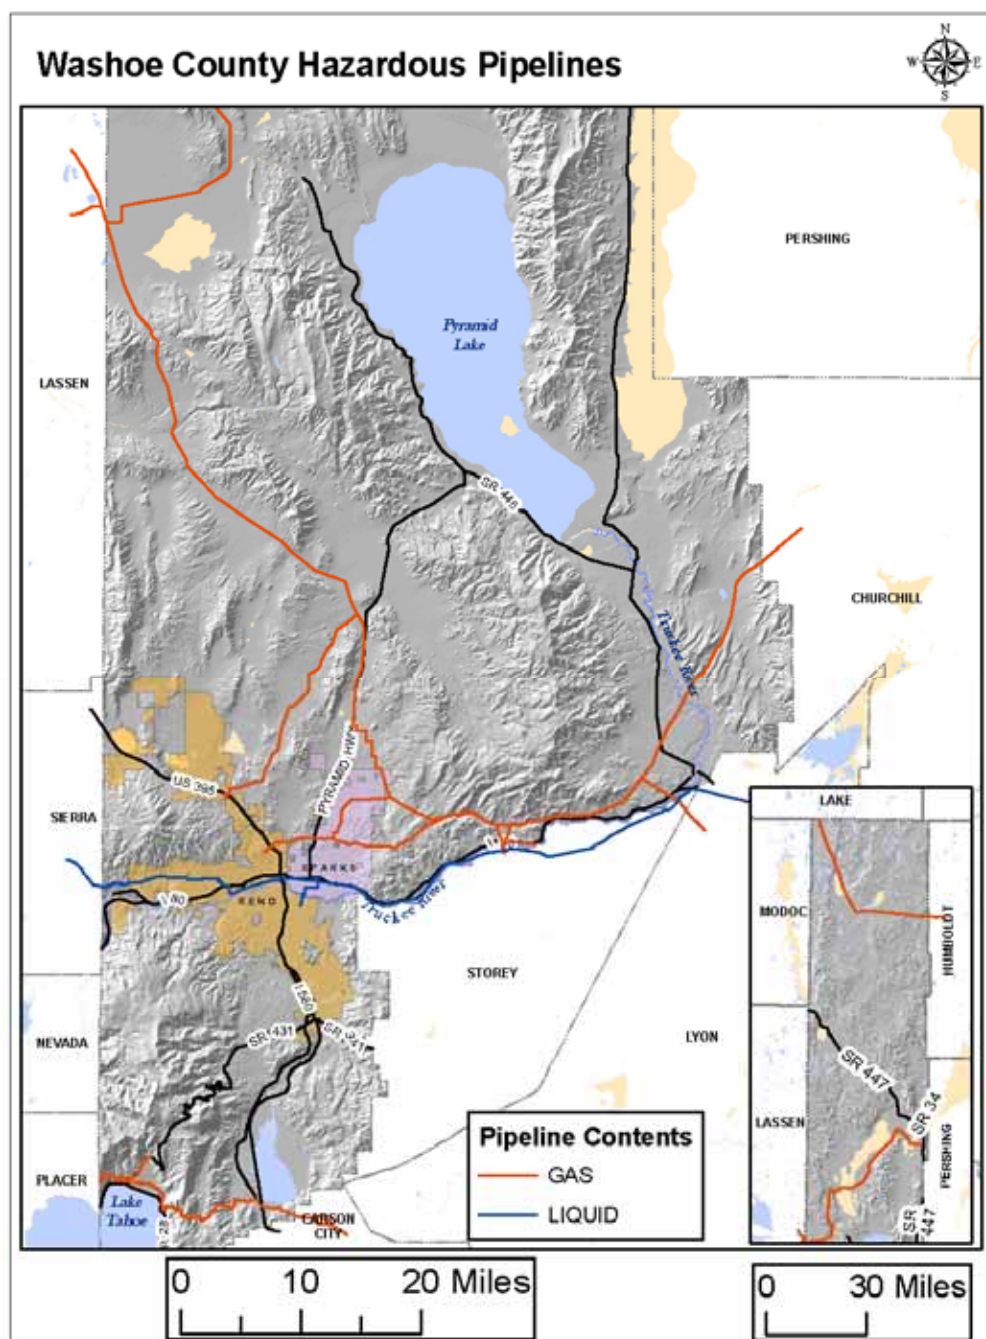 Washoe County Hazardous Pipelines
N
W E
S
PERSHING
Pyramid
Lake
LASSEN
SR 446
CHURCHILL
Truckee River
US 395
PYRAMID HWY
SIERRA
SPARKS
RENO
I 80
Truckee River
STOREY
LYON
I 580
SR 431
SR 341
NEVADA
PLACER
Lake
Tahoe
28
CARSON
CITY
Pipeline Contents
GAS
LIQUID
LAKE
MODOC
HUMBOLDT
SR 447
SR 34
LASSEN
PERSHING
SR
447
0 10 20 Miles
0 30 Miles